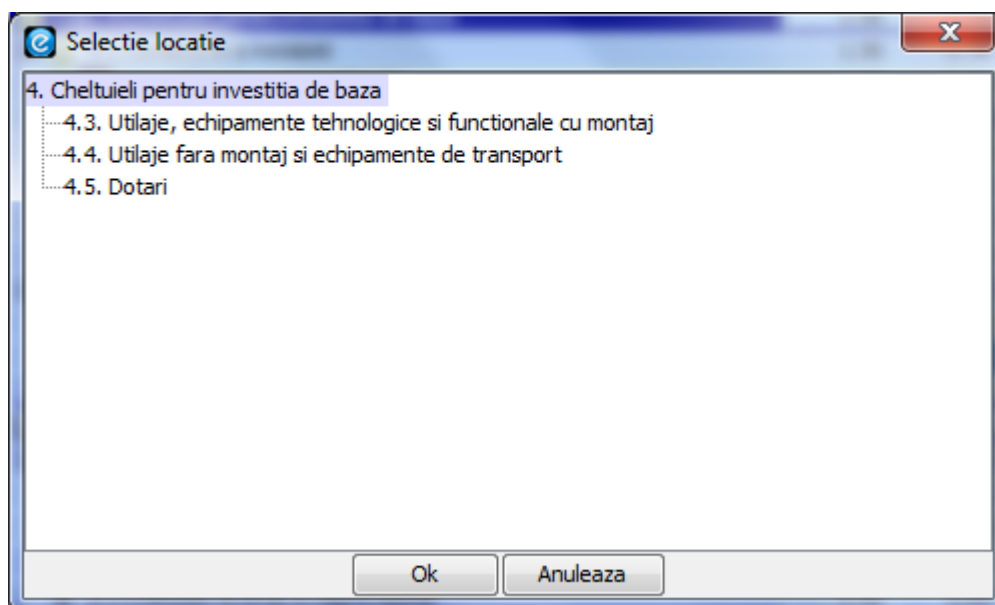 Selectie locatie
4. Cheltuieli pentru investitia de baza
4.3. Utilaje, echipamente tehnologice si functionale cu montaj
4.4. Utilaje fara montaj si echipamente de transport
4.5. Dotari
Ok
Anuleaza